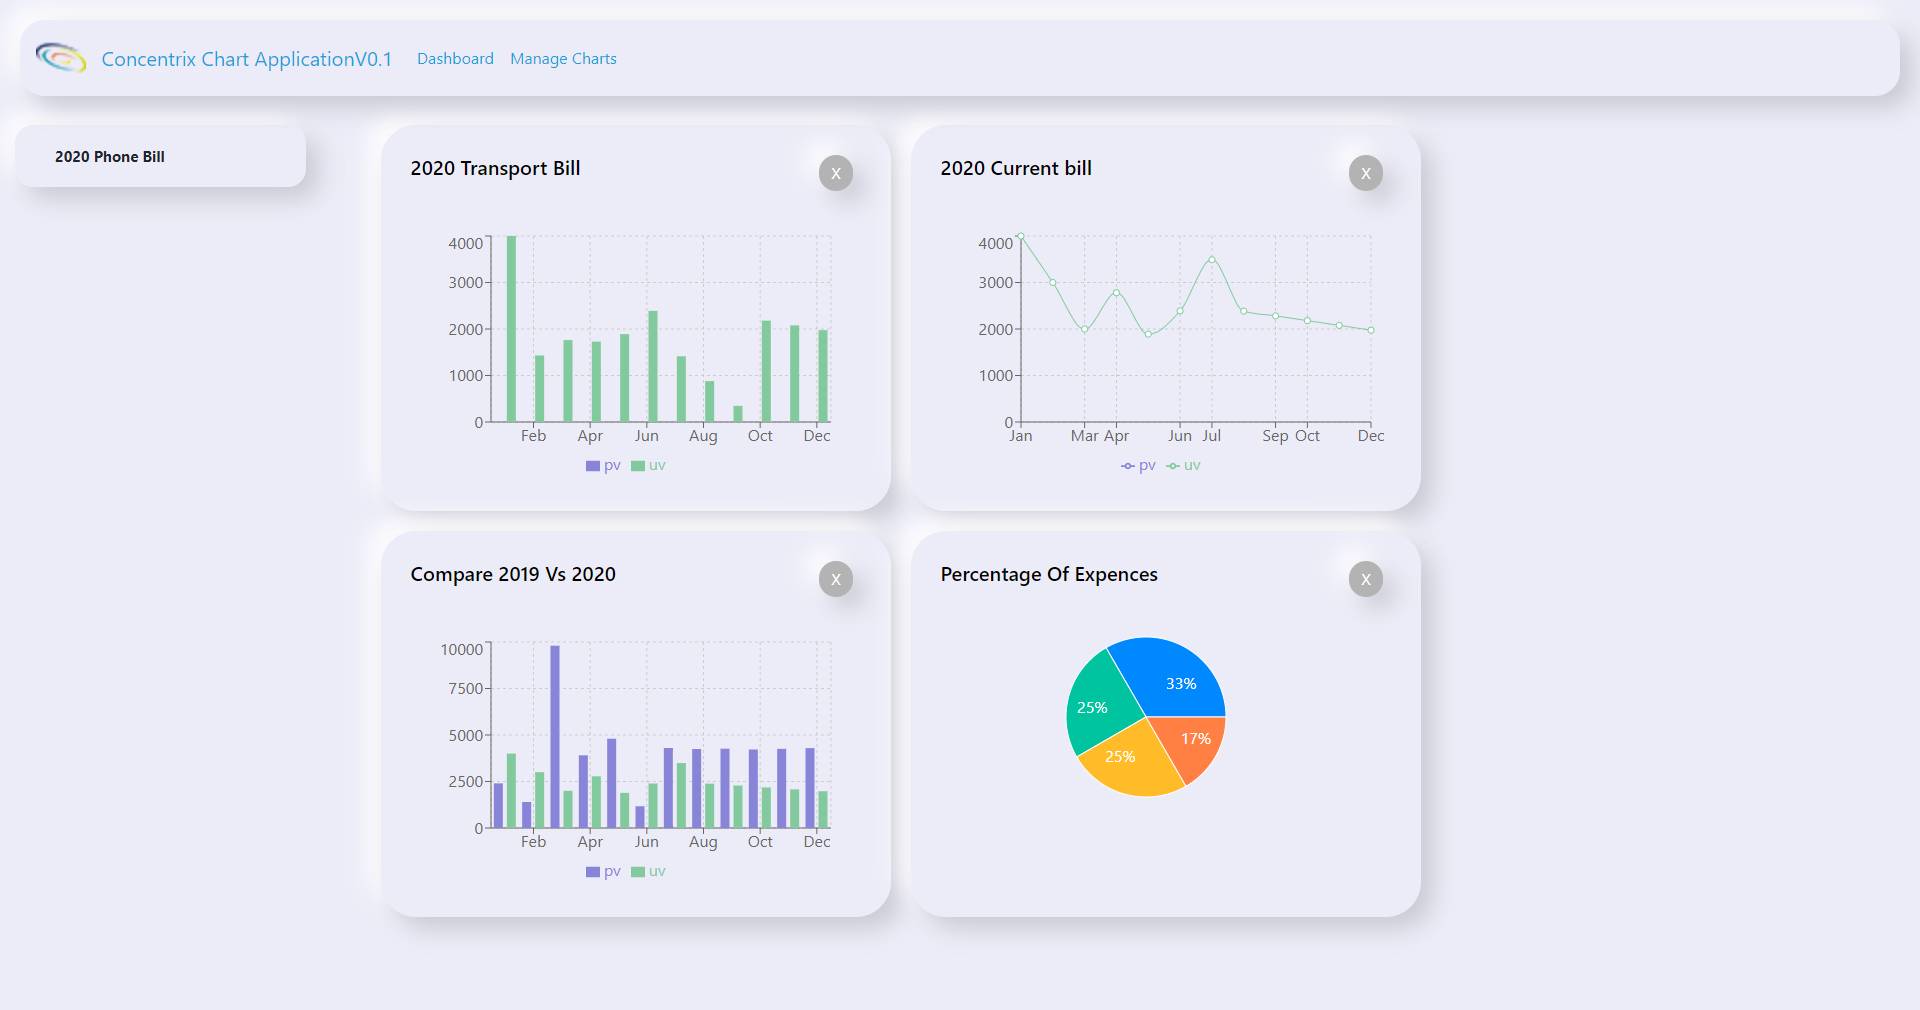 Concentrix Chart ApplicationV0.1 Dashboard Manage Charts
2020 Phone Bill
2020 Transport Bill X
4000
3000
2000
1000
0
Feb Apr Jun Aug Oct Dec
pv uv
2020 Current bill X
4000
3000
2000
1000
0
Jan Mar Apr Jun Jul Sep Oct Dec
pv uv
Compare 2019 Vs 2020 X
10000
7500
5000
2500
0
Feb Apr Jun Aug Oct Dec
pv uv
Percentage Of Expences X
33%
25%
17%
25%